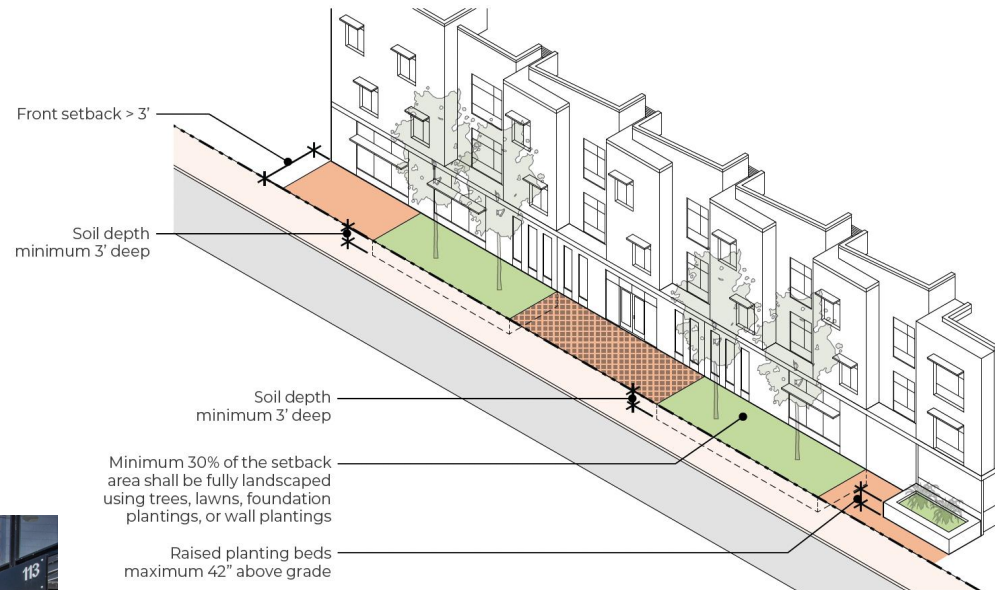 Front setback > 3’
Soil depth
minimum 3’ deep
Soil depth
minimum 3’ deep
Minimum 30% of the setback
area shall be fully landscaped
using trees, lawns, foundation
plantings, or wall plantings
Raised planting beds
maximum 42” above grade
113